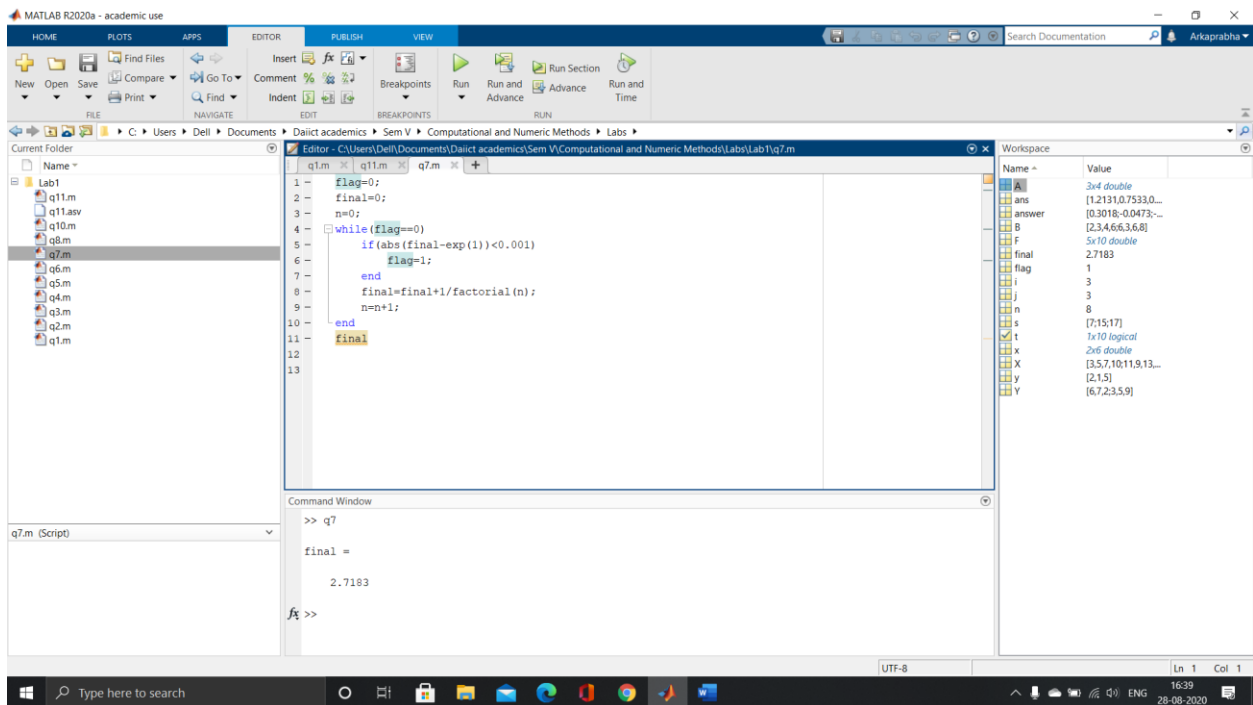 MATLAB R2020a - academic use
HOME PLOTS APPS EDITOR PUBLISH VIEW
Search Documentation Arkaprabha
New Open Save Find Files Compare Print
FILE
Go To Find
NAVIGATE
Insert fx
Comment % 
Indent
EDIT
Breakpoints
BREAKPOINTS
Run Run and Advance Run Section Advance Run and Time
RUN
C: Users Dell Documents Daiict academics Sem V Computational and Numeric Methods Labs
Current Folder
Name
Lab1
q11.m
q11.asv
q10.m
q8.m
q7.m
q6.m
q5.m
q4.m
q3.m
q2.m
q1.m
q7.m (Script)
Editor - C:\Users\Dell\Documents\Daiict academics\Sem V\Computational and Numeric Methods\Labs\Lab1\q7.m
q1.m q11.m q7.m +
1 - flag=0;
2 - final=0;
3 - n=0;
4 - while(flag==0)
5 - if(abs(final-exp(1))<0.001)
6 - flag=1;
7 - end
8 - final=final+1/factorial(n);
9 - n=n+1;
10 - end
11 - final
12
13
Command Window
>> q7
final =
2.7183
fx >>
Workspace
Name Value
A 3x4 double
ans [1.2131,0.7533,0....
answer [0.3018;-0.0473;-...
B [2,3,4,6;6,3,6,8]
F 5x10 double
final 2.7183
flag 1
i 3
j 3
n 8
s [7;15;17]
t 1x10 logical
x 2x6 double
X [3,5,7,10;11,9,13,...
y [2,1,5]
Y [6,7,2;3,5,9]
UTF-8 Ln 1 Col 1
Type here to search
ENG
16:39
28-08-2020